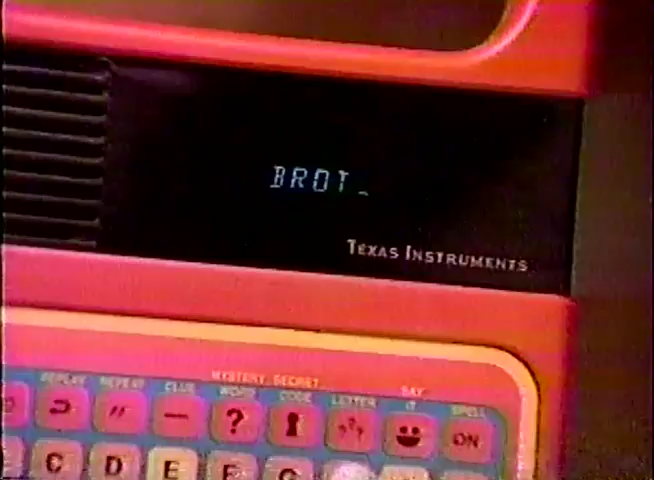 BROT_
TEXAS INSTRUMENTS
REPLAY REPEAT CLUE MYSTERY WORD SECRET CODE LETTER SAY IT SPELL
? ??? ON
C D E F G